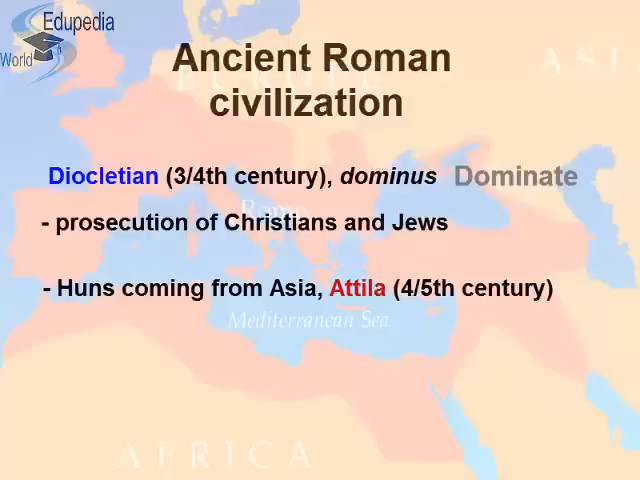 Edupedia
World
Ancient Roman
civilization
Diocletian (3/4th century), dominus Dominate
- prosecution of Christians and Jews
- Huns coming from Asia, Attila (4/5th century)
Mediterranean Sea
AFRICA